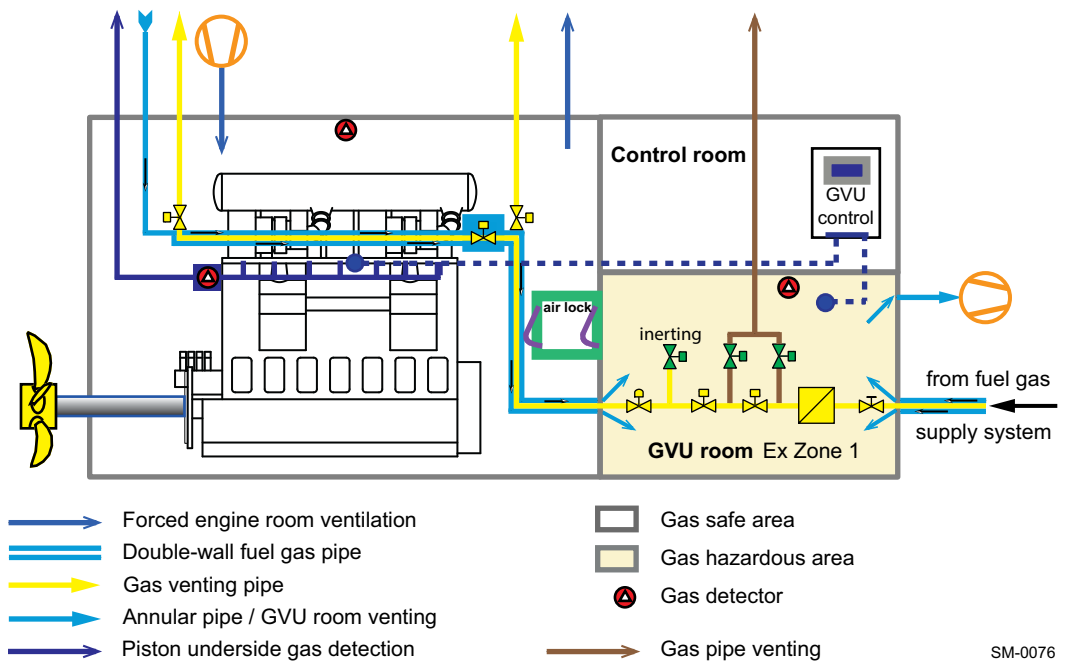 Control room
GVU
control
air lock
inerting
from fuel gas
supply system
GVU room Ex Zone 1
Forced engine room ventilation
Double-wall fuel gas pipe
Gas venting pipe
Annular pipe / GVU room venting
Piston underside gas detection
Gas safe area
Gas hazardous area
Gas detector
Gas pipe venting
SM-0076